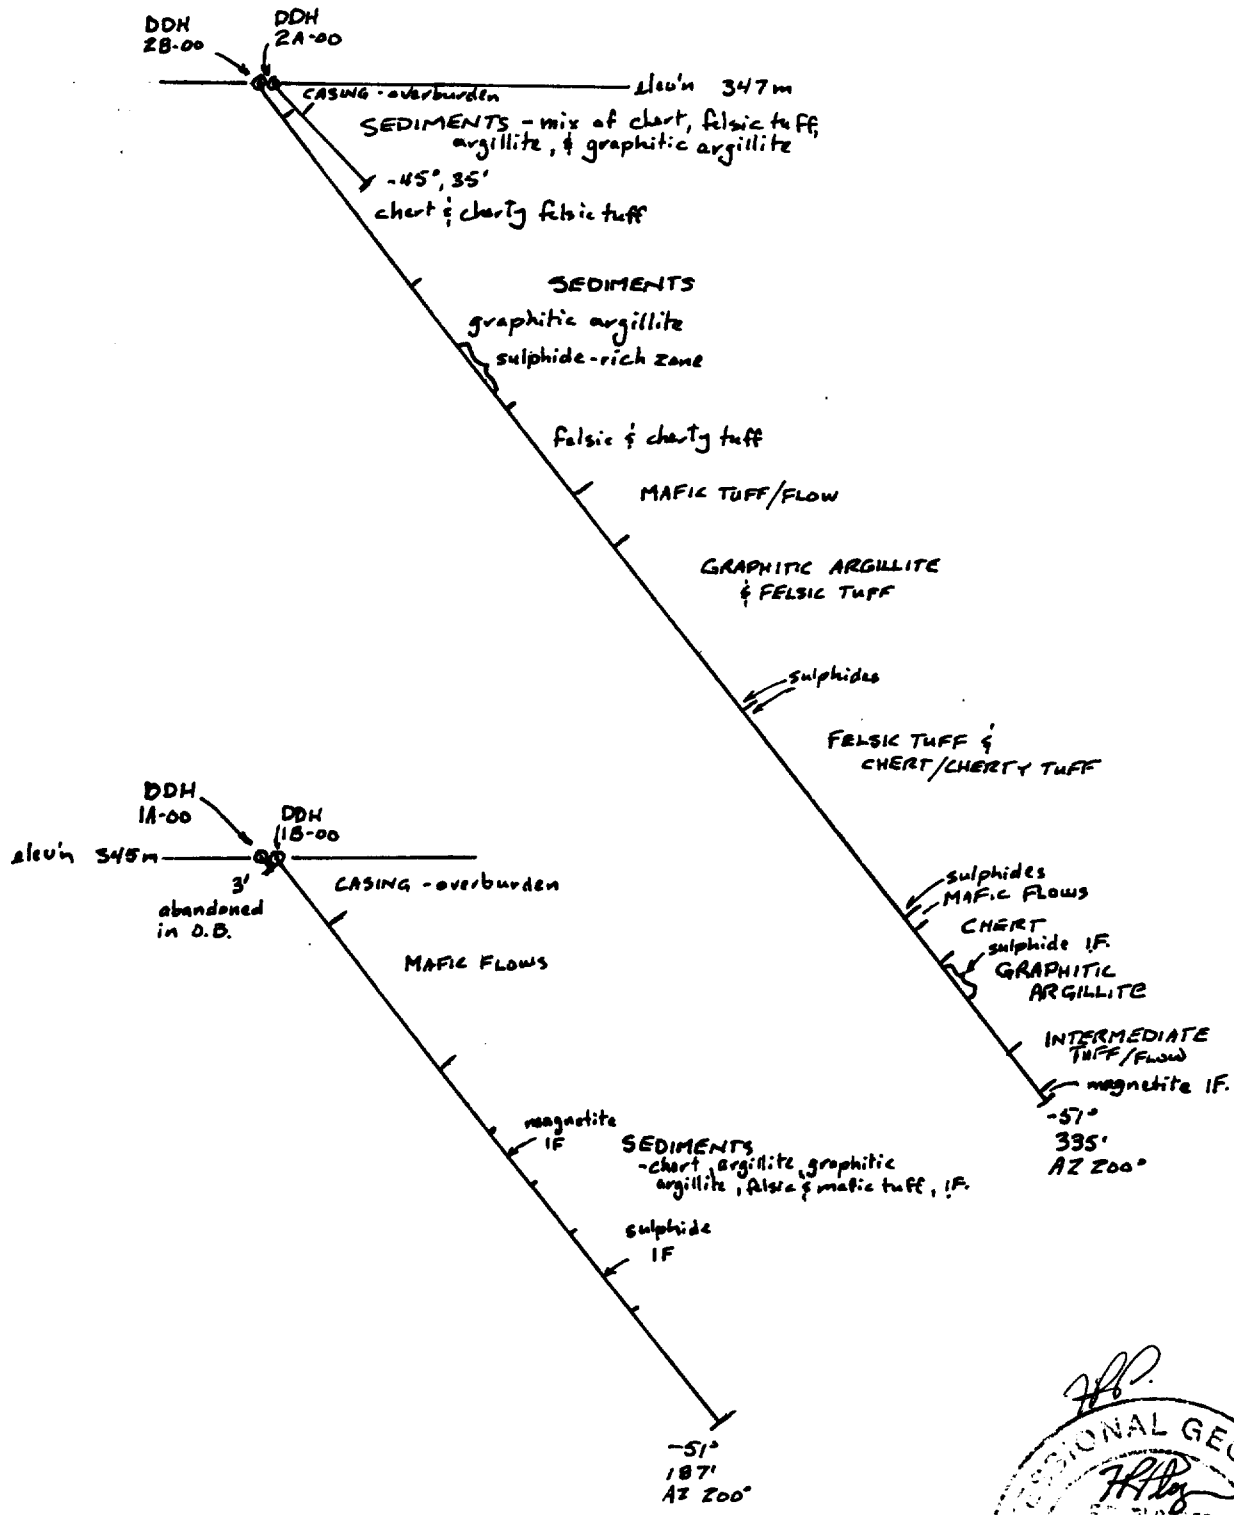 DDH
2B-00
DDH
2A-00
elev'n 347m
CASING - overburden
SEDIMENTS - mix of chert, felsic tuff,
argillite, & graphitic argillite
-45°, 35'
chert & cherty felsic tuff
SEDIMENTS
graphitic argillite
sulphide-rich zone
felsic & cherty tuff
MAFIC TUFF/FLOW
GRAPHITIC ARGILLITE
& FELSIC TUFF
sulphides
FELSIC TUFF &
CHERT/CHERTY TUFF
sulphides
MAFIC FLOWS
CHERT
sulphide I.F.
GRAPHITIC
ARGILLITE
INTERMEDIATE
TUFF/FLOW
magnetite IF.
-51°
335'
AZ 200°
DDH
1A-00
DDH
1B-00
elev'n 345m
3'
abandoned
in O.B.
CASING - overburden
MAFIC FLOWS
magnetite
IF
SEDIMENTS
- chert, argillite, graphitic
argillite, felsic & mafic tuff, IF.
sulphide
IF
-51°
187'
AZ 200°
ESSIONAL GEO